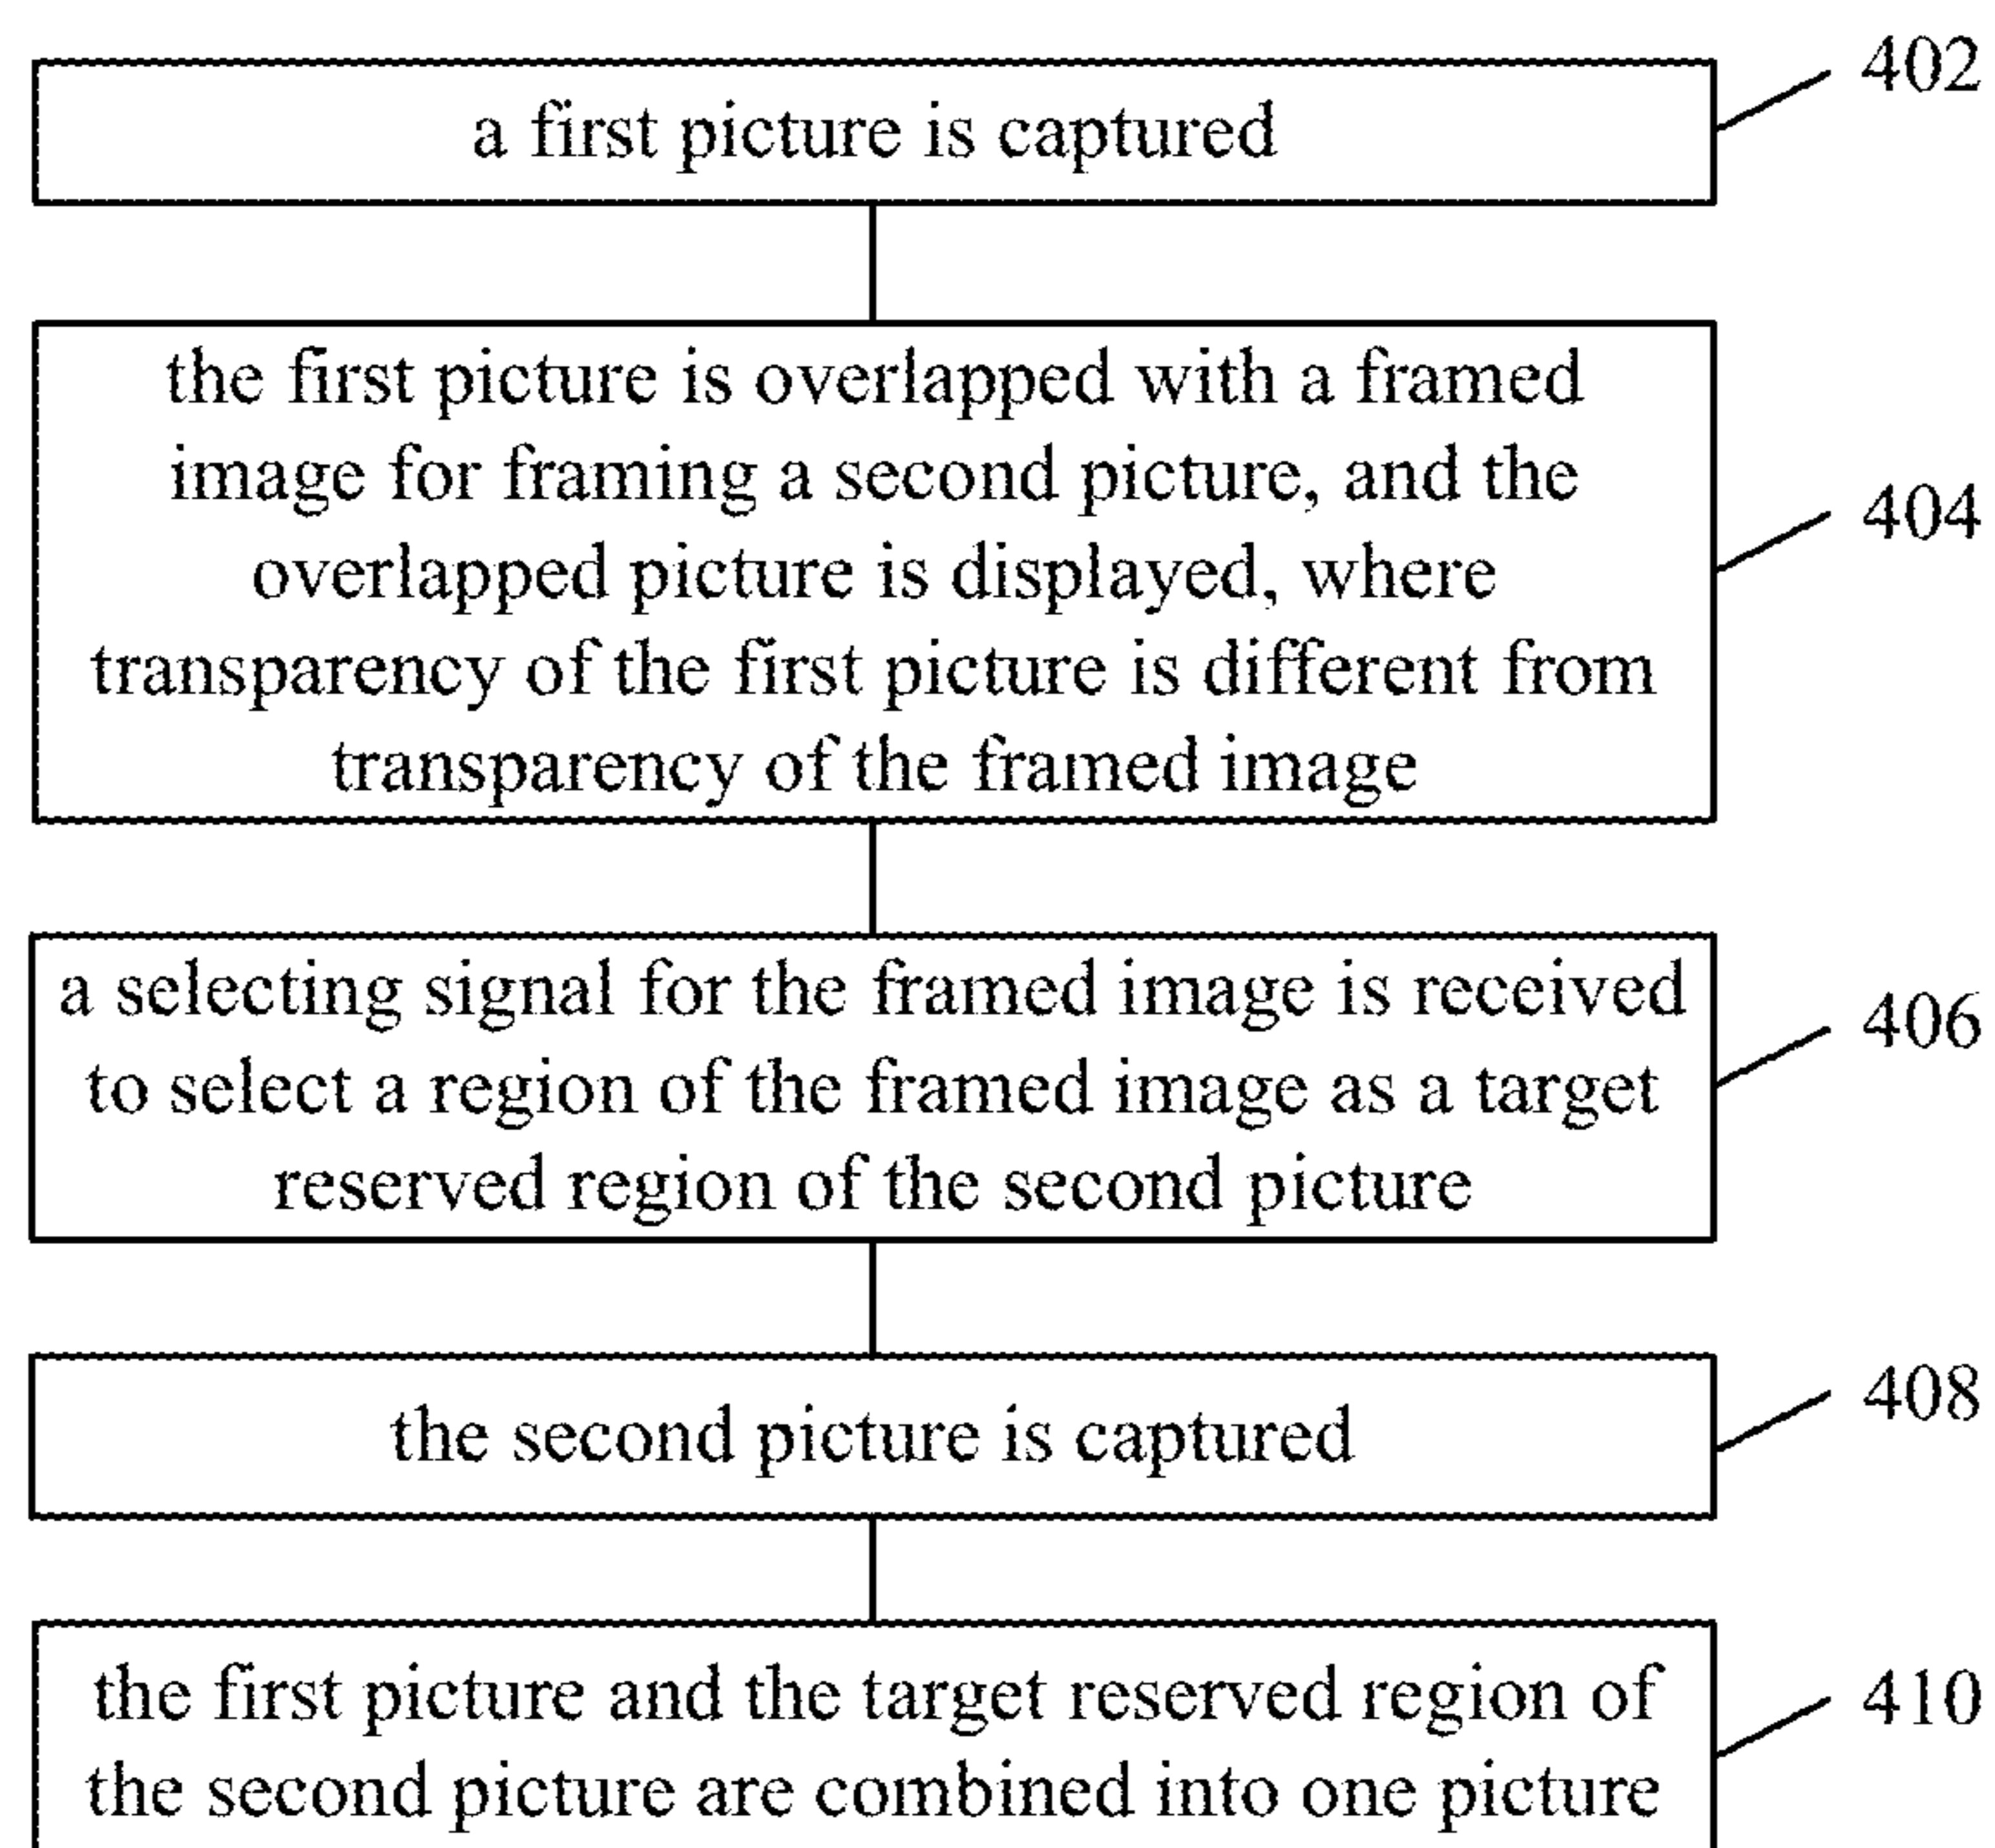 402
a first picture is captured
the first picture is overlapped with a framed
image for framing a second picture, and the
404
overlapped picture is displayed, where
transparency of the first picture is different from
transparency of the framed image
a selecting signal for the framed image is received
406
to select a region of the framed image as a target
reserved region of the second picture
408
the second picture is captured
the first picture and the target reserved region of
410
the second picture are combined into one picture